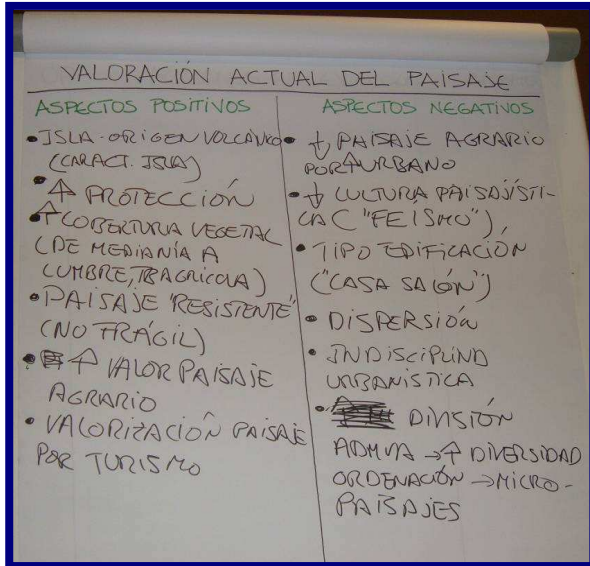 VALORACIÓN ACTUAL DEL PAISAJE
ASPECTOS POSITIVOS
• ISLA-ORIGEN VOLCÁNICO
(CARACT. ISLA)
• ↑ PROTECCIÓN
• ↑ COBERTURA VEGETAL
(DE MEDIANÍA A
CUMBRE, TB AGRÍCOLA)
• PAISAJE "RESISTENTE"
(NO FRÁGIL)
• ↑ VALOR PAISAJE
AGRARIO
• VALORIZACIÓN PAISAJE
POR TURISMO
ASPECTOS NEGATIVOS
• ↓ PAISAJE AGRARIO
POR ↑ URBANO
• ↓ CULTURA PAISAJÍSTI-
CA ("FEÍSMO")
• TIPO EDIFICACIÓN
("CASA SALÓN")
• DISPERSIÓN
• INDISCIPLINA
URBANÍSTICA
• DIVISIÓN
ADMVA → ↑ DIVERSIDAD
ORDENACIÓN → MICRO-
PAISAJES